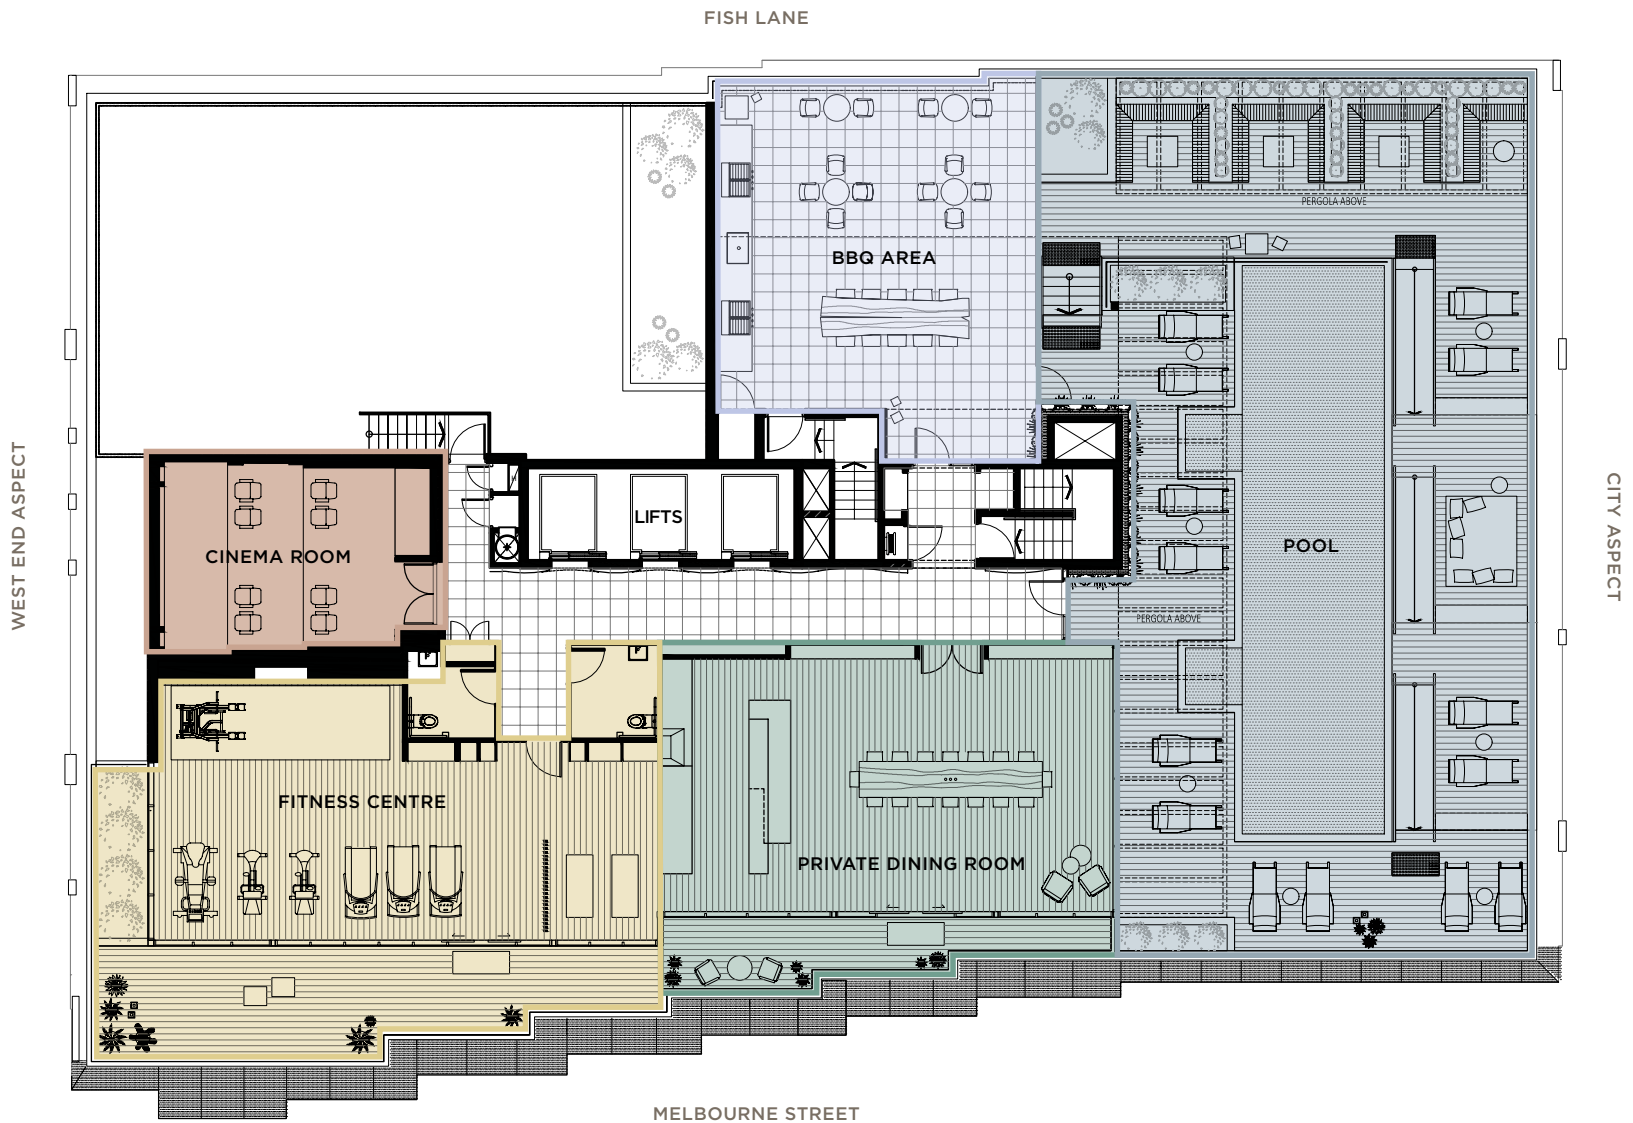 FISH LANE
PERGOLA ABOVE
BBQ AREA
WEST END ASPECT
LIFTS
CINEMA ROOM
POOL
CITY ASPECT
PERGOLA ABOVE
FITNESS CENTRE
PRIVATE DINING ROOM
MELBOURNE STREET